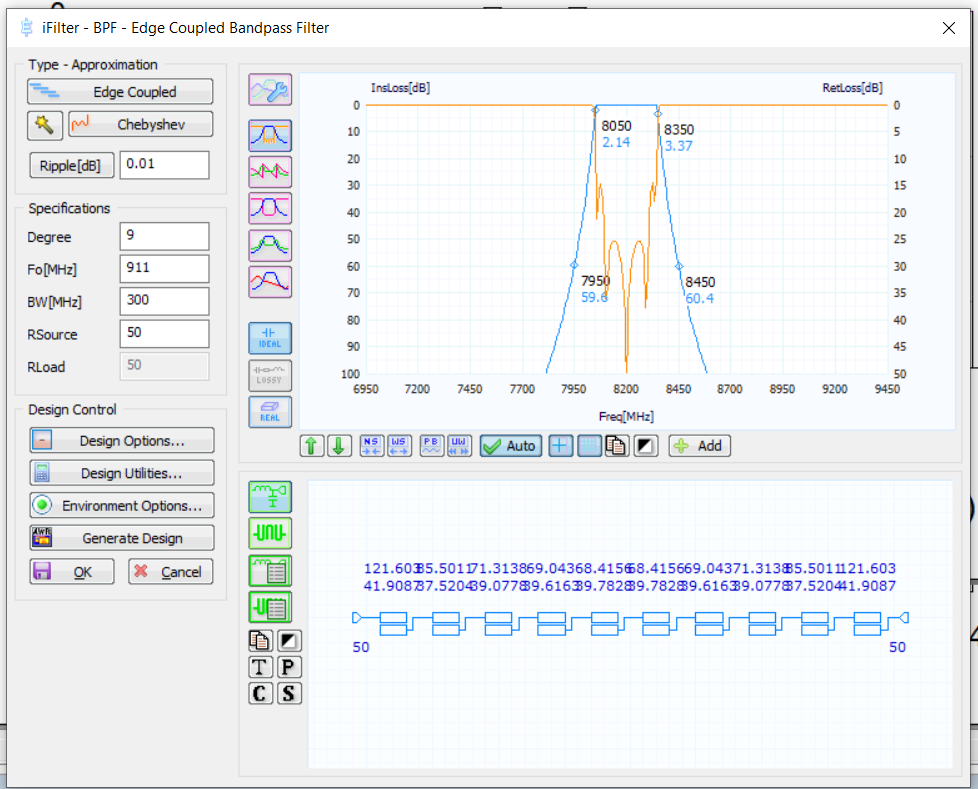 iFilter - BPF - Edge Coupled Bandpass Filter
Type - Approximation
Edge Coupled
Chebyshev
Ripple[dB] 0.01
Specifications
Degree 9
Fo[MHz] 911
BW[MHz] 300
RSource 50
RLoad 50
Design Control
Design Options...
Design Utilities...
Environment Options...
AWR Generate Design
OK Cancel
IDEAL
LOSSY
REAL
InsLoss[dB] RetLoss[dB]
0 0
10 5
20 10
30 15
40 20
50 25
60 30
70 35
80 40
90 45
100 50
8050 8350
2.14 3.37
7950 8450
59.6 60.4
6950 7200 7450 7700 7950 8200 8450 8700 8950 9200 9450
Freq[MHz]
NS WS PB UW Auto Add
121.603 85.5011 71.3138 69.0436 68.4156 68.4156 69.0437 71.3138 85.5011 121.603
41.9087 37.5204 39.0778 39.6163 39.7828 39.7828 39.6163 39.0778 37.5204 41.9087
50 50
T P
C S